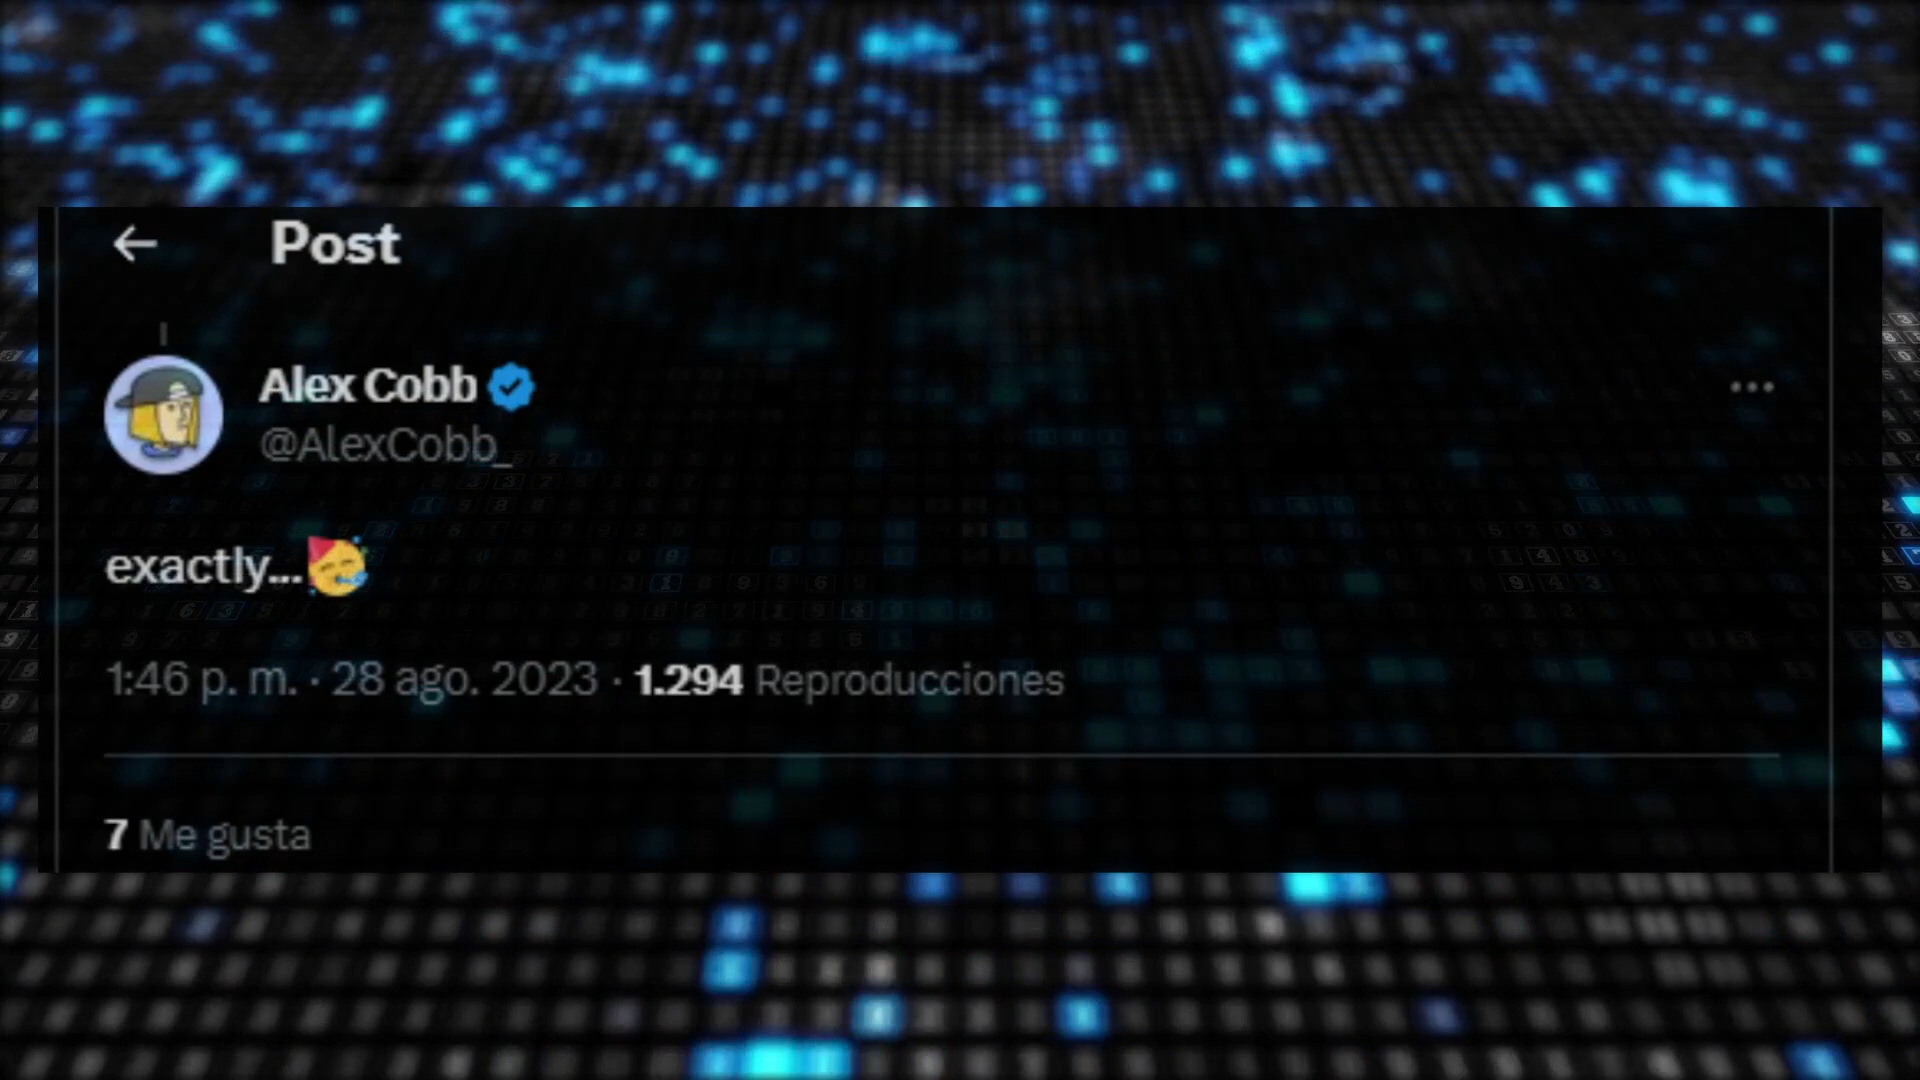 Post
Alex Cobb
@AlexCobb_
exactly...🥳
1:46 p. m. · 28 ago. 2023 · 1.294 Reproducciones
7 Me gusta